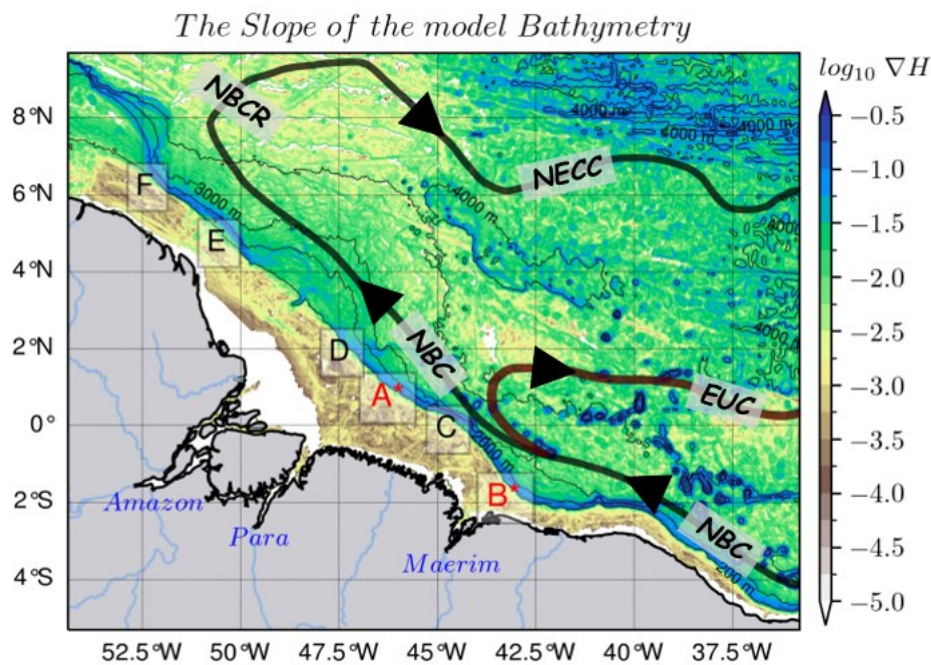 The Slope of the model Bathymetry
log₁₀ ∇H
8°N
6°N
4°N
2°N
0°
2°S
4°S
52.5°W
50°W
47.5°W
45°W
42.5°W
40°W
37.5°W
−0.5
−1.0
−1.5
−2.0
−2.5
−3.0
−3.5
−4.0
−4.5
−5.0
NBCR
NECC
4000 m
4000 m
4000 m
F
3000 m
4000 m
4000
E
NBC
D
4000 m
A*
EUC
C
2000 m
B*
NBC
200 m
Amazon
Para
Maerim